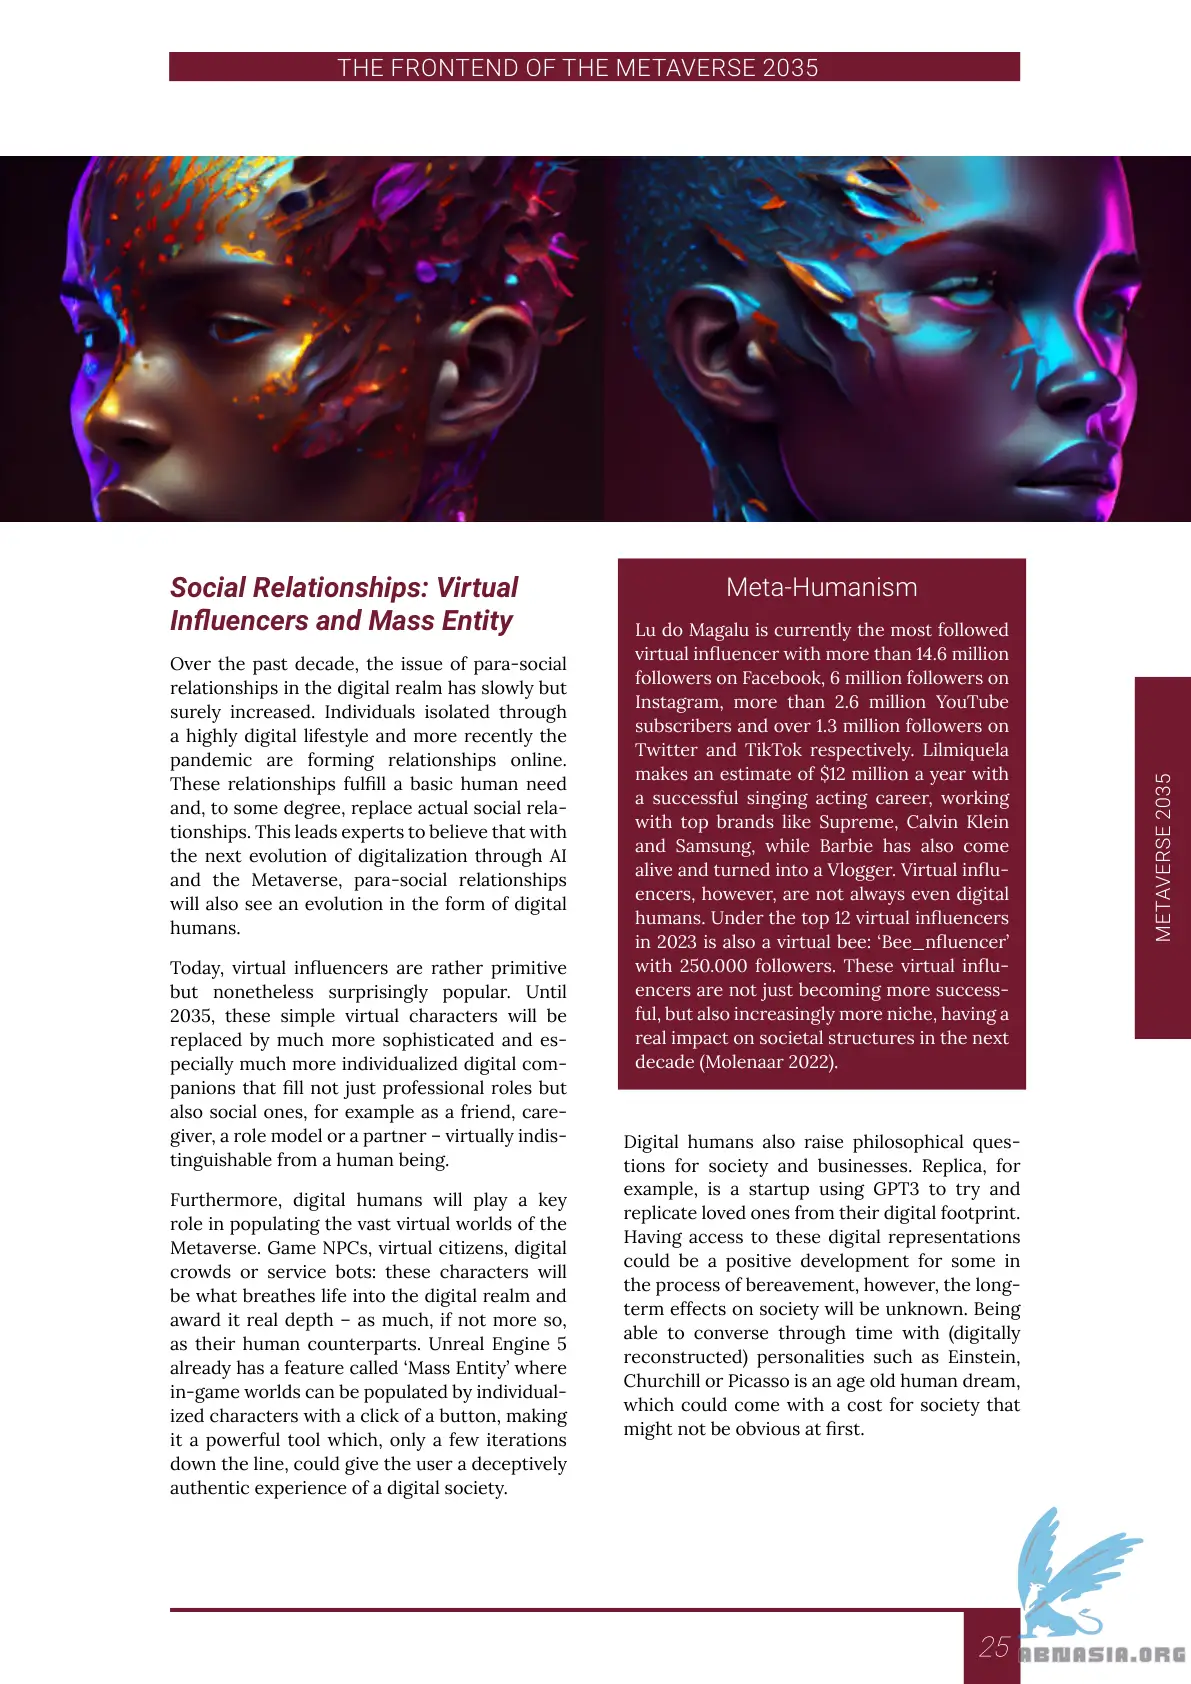 THE FRONTEND OF THE METAVERSE 2035
Social Relationships: Virtual
Influencers and Mass Entity
Over the past decade, the issue of para-social
relationships in the digital realm has slowly but
surely increased. Individuals isolated through
a highly digital lifestyle and more recently the
pandemic are forming relationships online.
These relationships fulfill a basic human need
and, to some degree, replace actual social rela-
tionships. This leads experts to believe that with
the next evolution of digitalization through AI
and the Metaverse, para-social relationships
will also see an evolution in the form of digital
humans.
Today, virtual influencers are rather primitive
but nonetheless surprisingly popular. Until
2035, these simple virtual characters will be
replaced by much more sophisticated and es-
pecially much more individualized digital com-
panions that fill not just professional roles but
also social ones, for example as a friend, care-
giver, a role model or a partner – virtually indis-
tinguishable from a human being.
Furthermore, digital humans will play a key
role in populating the vast virtual worlds of the
Metaverse. Game NPCs, virtual citizens, digital
crowds or service bots: these characters will
be what breathes life into the digital realm and
award it real depth – as much, if not more so,
as their human counterparts. Unreal Engine 5
already has a feature called ‘Mass Entity’ where
in-game worlds can be populated by individual-
ized characters with a click of a button, making
it a powerful tool which, only a few iterations
down the line, could give the user a deceptively
authentic experience of a digital society.
Meta-Humanism
Lu do Magalu is currently the most followed
virtual influencer with more than 14.6 million
followers on Facebook, 6 million followers on
Instagram, more than 2.6 million YouTube
subscribers and over 1.3 million followers on
Twitter and TikTok respectively. Lilmiquela
makes an estimate of $12 million a year with
a successful singing acting career, working
with top brands like Supreme, Calvin Klein
and Samsung, while Barbie has also come
alive and turned into a Vlogger. Virtual influ-
encers, however, are not always even digital
humans. Under the top 12 virtual influencers
in 2023 is also a virtual bee: ‘Bee_nfluencer’
with 250.000 followers. These virtual influ-
encers are not just becoming more success-
ful, but also increasingly more niche, having a
real impact on societal structures in the next
decade (Molenaar 2022).
Digital humans also raise philosophical ques-
tions for society and businesses. Replica, for
example, is a startup using GPT3 to try and
replicate loved ones from their digital footprint.
Having access to these digital representations
could be a positive development for some in
the process of bereavement, however, the long-
term effects on society will be unknown. Being
able to converse through time with (digitally
reconstructed) personalities such as Einstein,
Churchill or Picasso is an age old human dream,
which could come with a cost for society that
might not be obvious at first.
METAVERSE 2035
25
ABNASIA.ORG